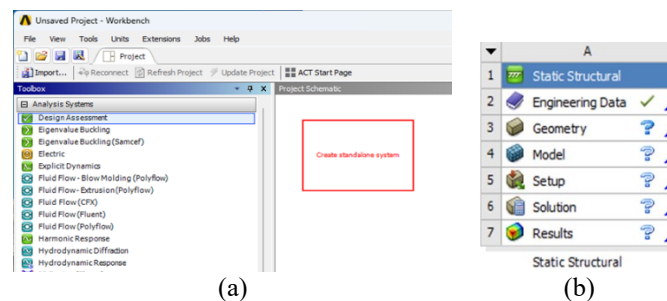 Unsaved Project - Workbench
File View Tools Units Extensions Jobs Help
Project
Import... Reconnect Refresh Project Update Project ACT Start Page
Toolbox
Project Schematic
Analysis Systems
Design Assessment
Eigenvalue Buckling
Eigenvalue Buckling (Samcef)
Electric
Explicit Dynamics
Fluid Flow - Blow Molding (Polyflow)
Fluid Flow - Extrusion (Polyflow)
Fluid Flow (CFX)
Fluid Flow (Fluent)
Fluid Flow (Polyflow)
Harmonic Response
Hydrodynamic Diffraction
Hydrodynamic Response
Create standalone system
(a)
A
1 Static Structural
2 Engineering Data
3 Geometry
4 Model
5 Setup
6 Solution
7 Results
Static Structural
(b)